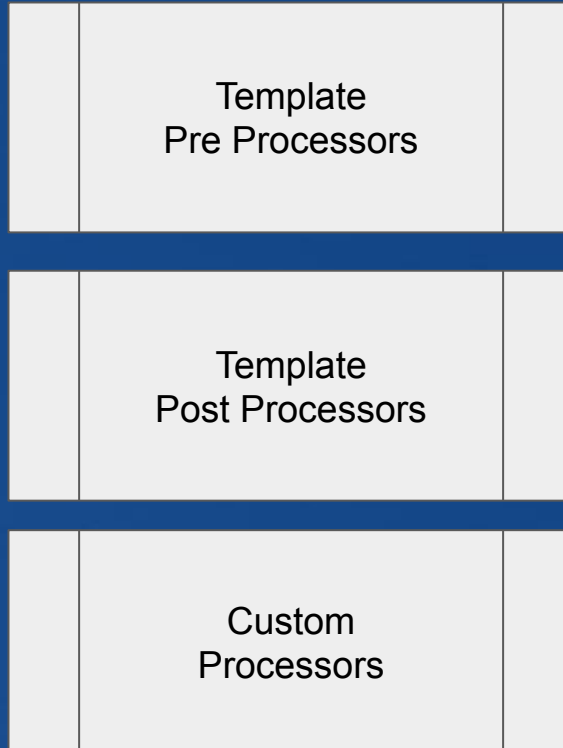 Template
Pre Processors
Template
Post Processors
Custom
Processors